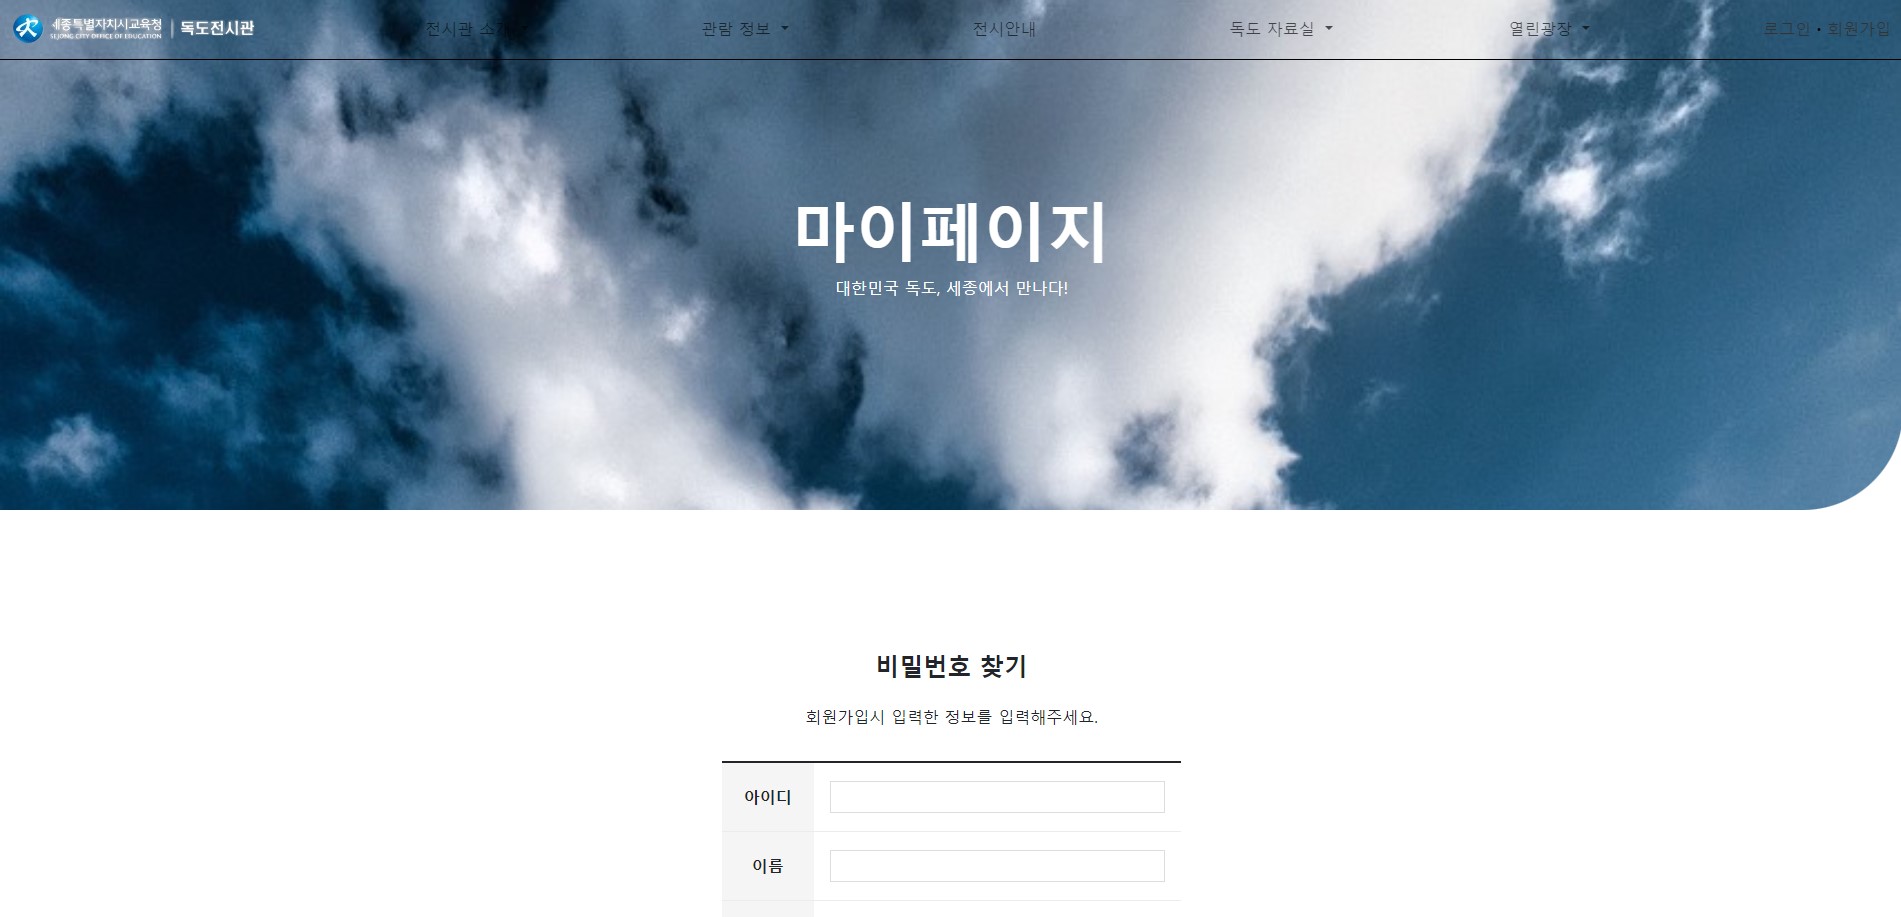 세종특별자치시교육청 | 독도전시관
SEJONG CITY OFFICE OF EDUCATION
전시관 소개
관람 정보
전시안내
독도 자료실
열린광장
로그인 • 회원가입
마이페이지
대한민국 독도, 세종에서 만나다!
비밀번호 찾기
회원가입시 입력한 정보를 입력해주세요.
아이디
이름